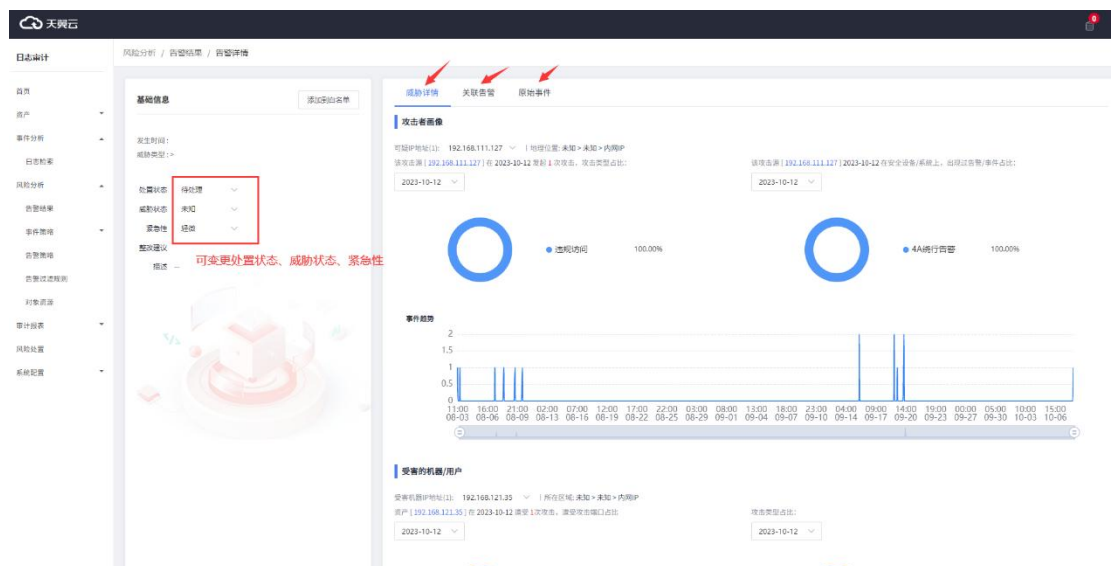 天翼云
0
日志审计
风险分析 / 告警结果 / 告警详情
首页
资产
事件分析
日志检索
风险分析
告警结果
事件策略
告警策略
告警过滤规则
对象资源
审计报表
风险处置
系统配置
基础信息
添加到白名单
发生时间:
威胁类型:>
处置状态 待处理
威胁状态 未知
紧急性 轻微
整改建议
描述 --
可变更处置状态、威胁状态、紧急性
威胁详情 关联告警 原始事件
攻击者画像
可疑IP地址(1): 192.168.111.127 | 地理位置: 未知 > 未知 > 内网IP
该攻击源 [ 192.168.111.127 ] 在 2023-10-12 发起 1 次攻击, 攻击类型占比:
该攻击源 [ 192.168.111.127 ] 2023-10-12 在安全设备/系统上, 出现过告警/事件占比:
2023-10-12
2023-10-12
违规访问 100.00%
4A绕行告警 100.00%
事件趋势
2
1.5
1
0.5
0
11:00 16:00 21:00 02:00 07:00 12:00 17:00 22:00 03:00 08:00 13:00 18:00 23:00 04:00 09:00 14:00 19:00 00:00 05:00 10:00 15:00
08-03 08-06 08-09 08-13 08-16 08-19 08-22 08-25 08-29 09-01 09-04 09-07 09-10 09-14 09-17 09-20 09-23 09-27 09-30 10-03 10-06
受害的机器/用户
受害机器IP地址(1): 192.168.121.35 | 所在区域: 未知 > 未知 > 内网IP
资产 [ 192.168.121.35 ] 在 2023-10-12 遭受 1次攻击, 遭受攻击端口占比
攻击类型占比:
2023-10-12
2023-10-12